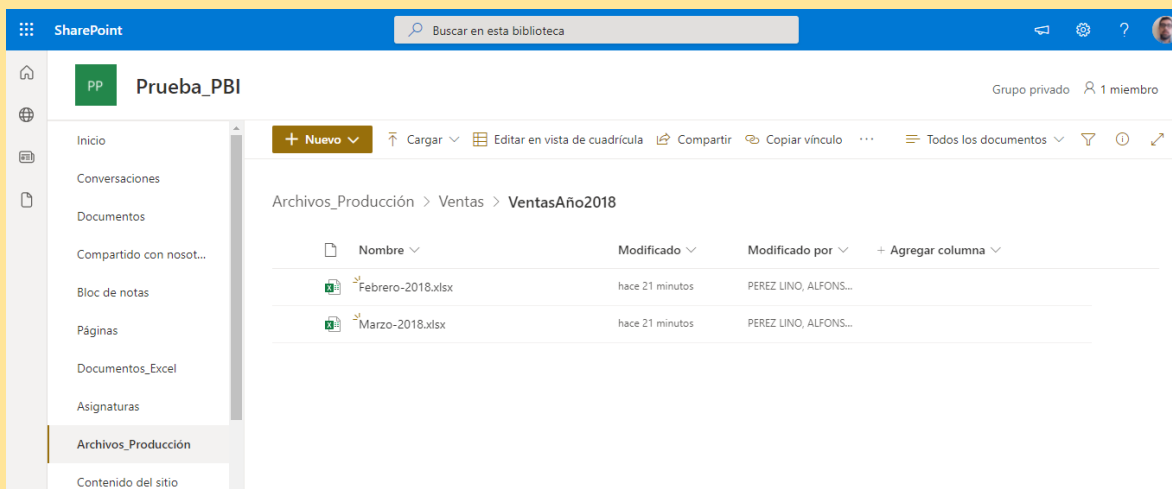 SharePoint
Buscar en esta biblioteca
?
PP
Prueba_PBI
Grupo privado 1 miembro
Inicio
Conversaciones
Documentos
Compartido con nosot...
Bloc de notas
Páginas
Documentos_Excel
Asignaturas
Archivos_Producción
Contenido del sitio
+ Nuevo Cargar Editar en vista de cuadrícula Compartir Copiar vínculo ... Todos los documentos
Archivos_Producción > Ventas > VentasAño2018
Nombre Modificado Modificado por + Agregar columna
Febrero-2018.xlsx hace 21 minutos PEREZ LINO, ALFONS...
Marzo-2018.xlsx hace 21 minutos PEREZ LINO, ALFONS...